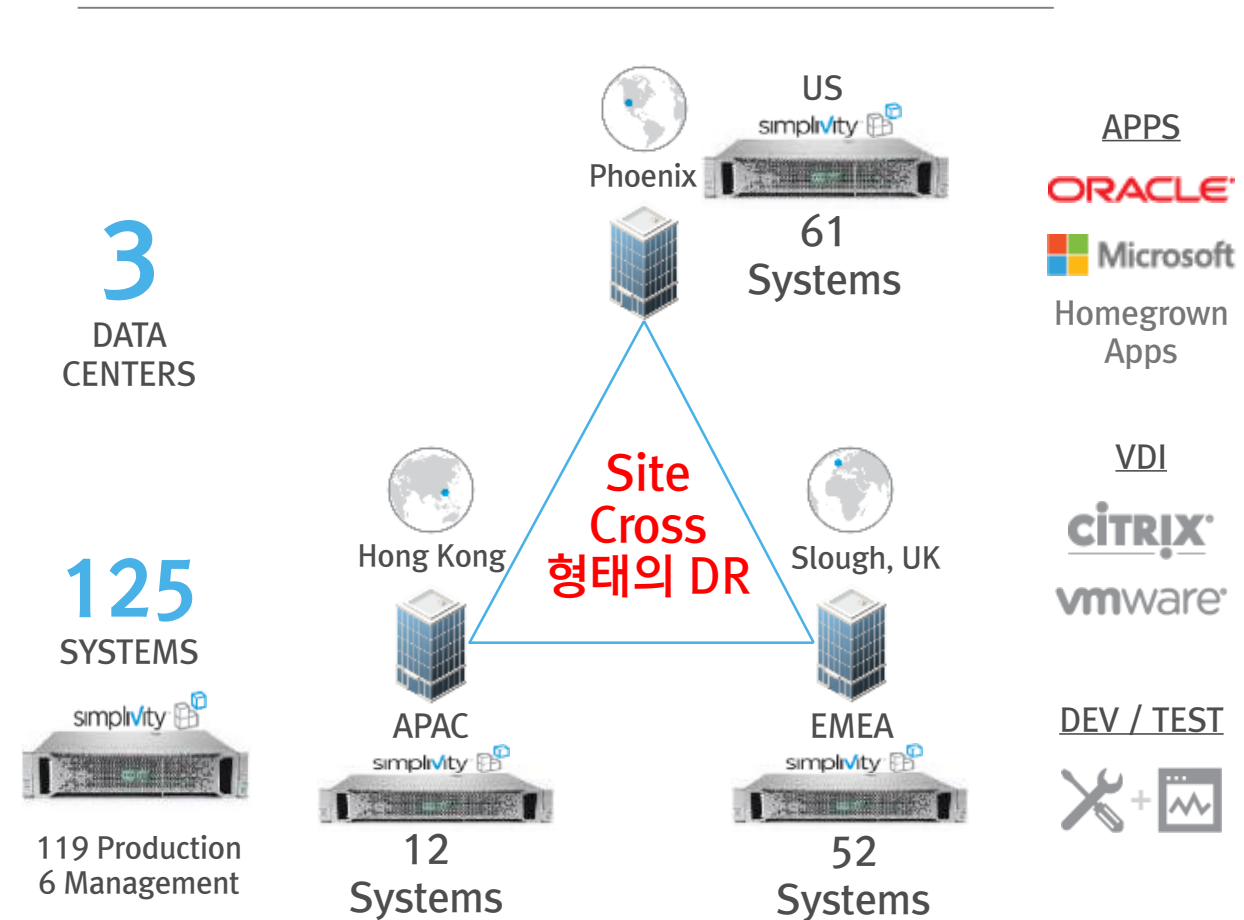 3
DATA
CENTERS
125
SYSTEMS
simplivity
119 Production
6 Management
US
simplivity
Phoenix
61
Systems
Site
Cross
형태의 DR
Hong Kong
APAC
simplivity
12
Systems
Slough, UK
EMEA
simplivity
52
Systems
APPS
ORACLE
Microsoft
Homegrown
Apps
VDI
CİTRIX
vmware
DEV / TEST
+